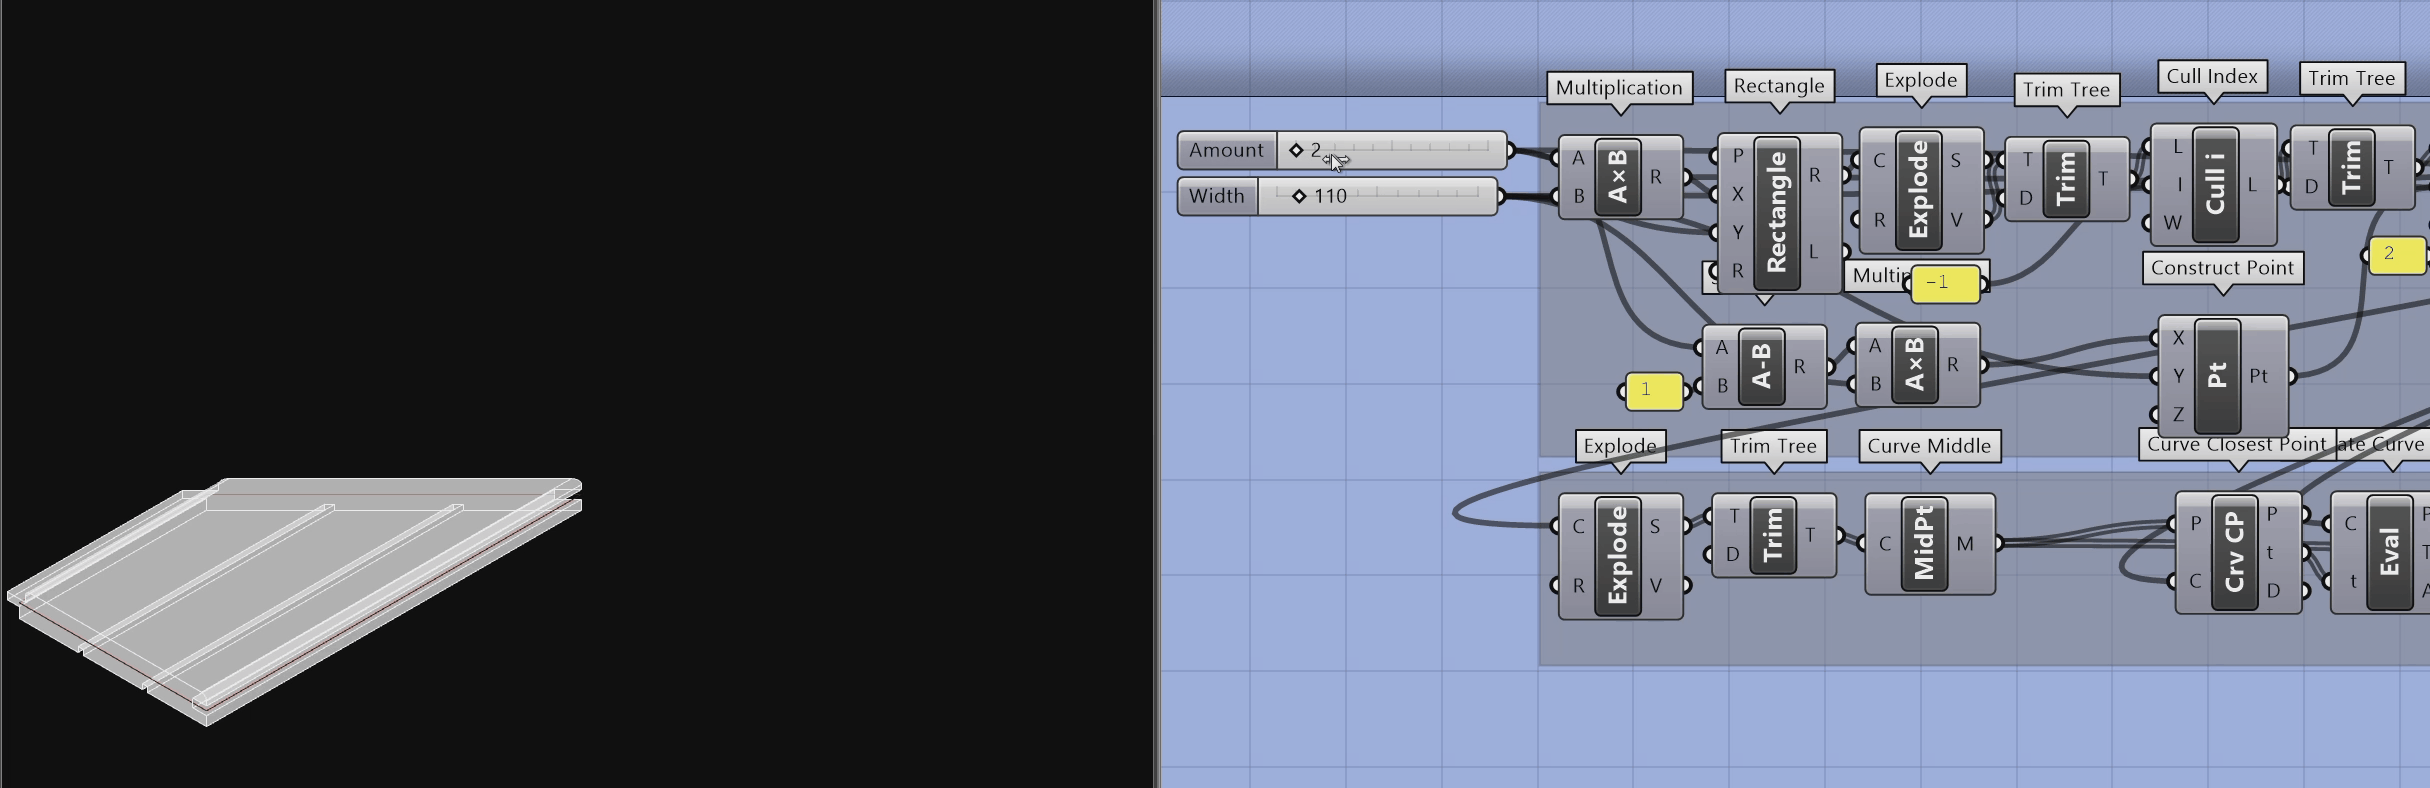 Multiplication
Rectangle
Explode
Trim Tree
Cull Index
Trim Tree
Amount 2
Width 110
A B A×B R
P X Y R Rectangle R L
C R Explode S V
T D Trim T
L I W Cull i L
T D Trim T
2
-1
Construct Point
A B A-B R
A B A×B R
X Y Z Pt Pt
1
Explode
Trim Tree
Curve Middle
Curve Closest Point
Curve
C R Explode S V
T D Trim T
C MidPt M
P C Crv CP P t D
C t Eval